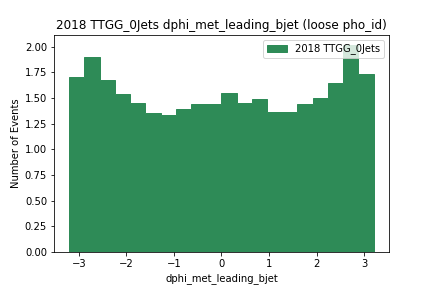 2018 TTGG_0Jets dphi_met_leading_bjet (loose pho_id)
2018 TTGG_0Jets
2.00
1.75
1.50
1.25
1.00
0.75
0.50
0.25
0.00
Number of Events
−3 −2 −1 0 1 2 3
dphi_met_leading_bjet